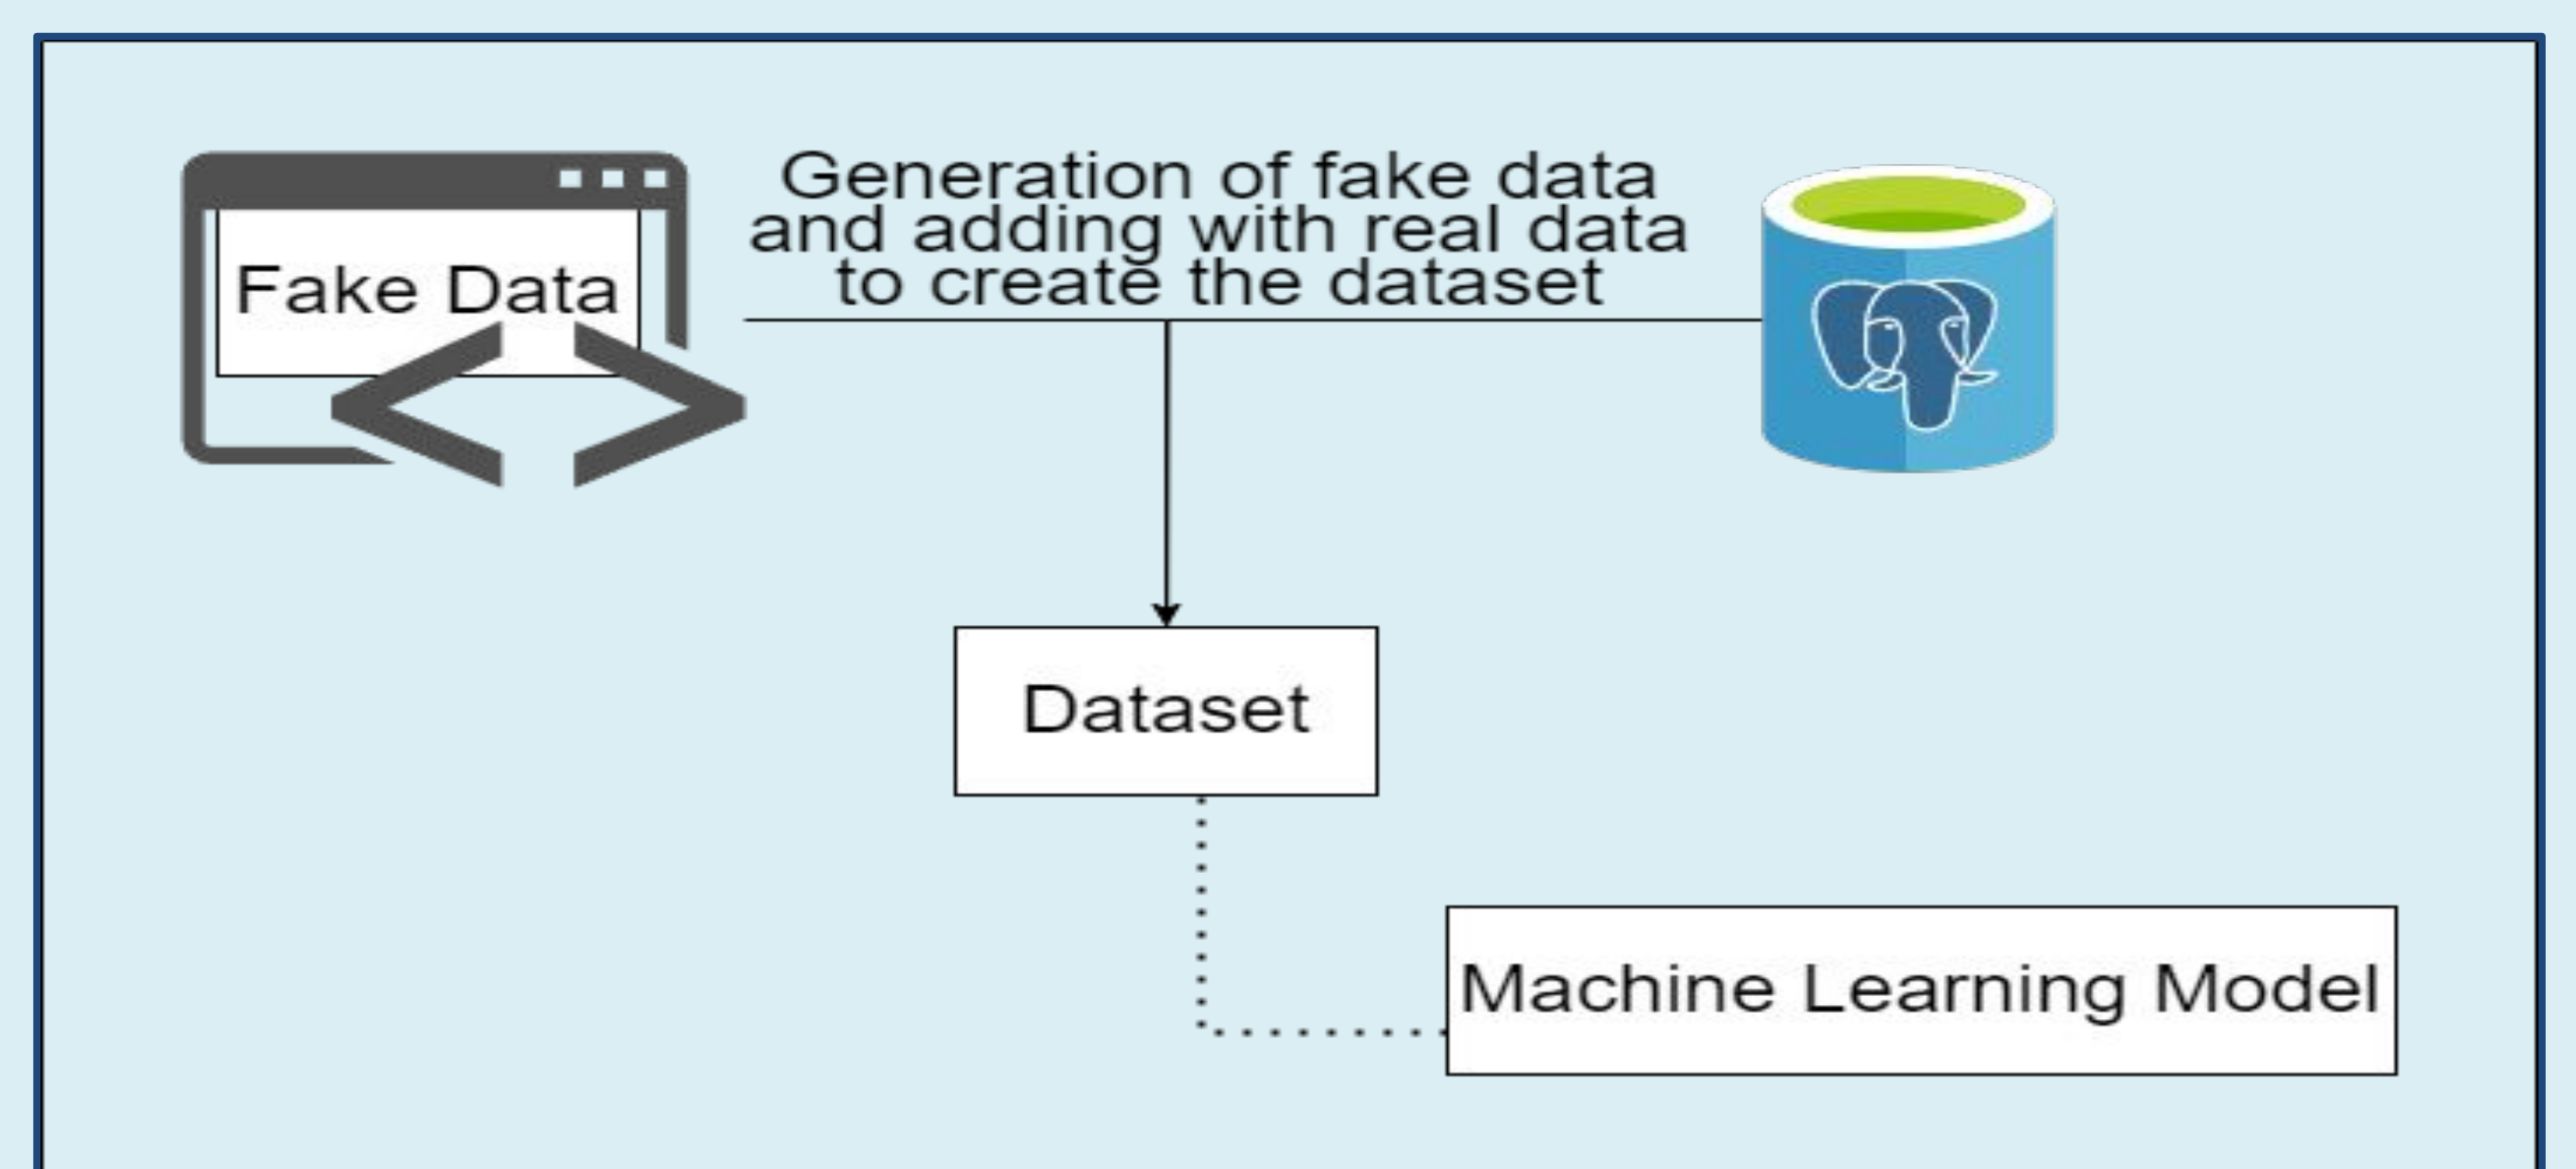 Generation of fake data
and adding with real data
to create the dataset
Fake Data
Dataset
Machine Learning Model